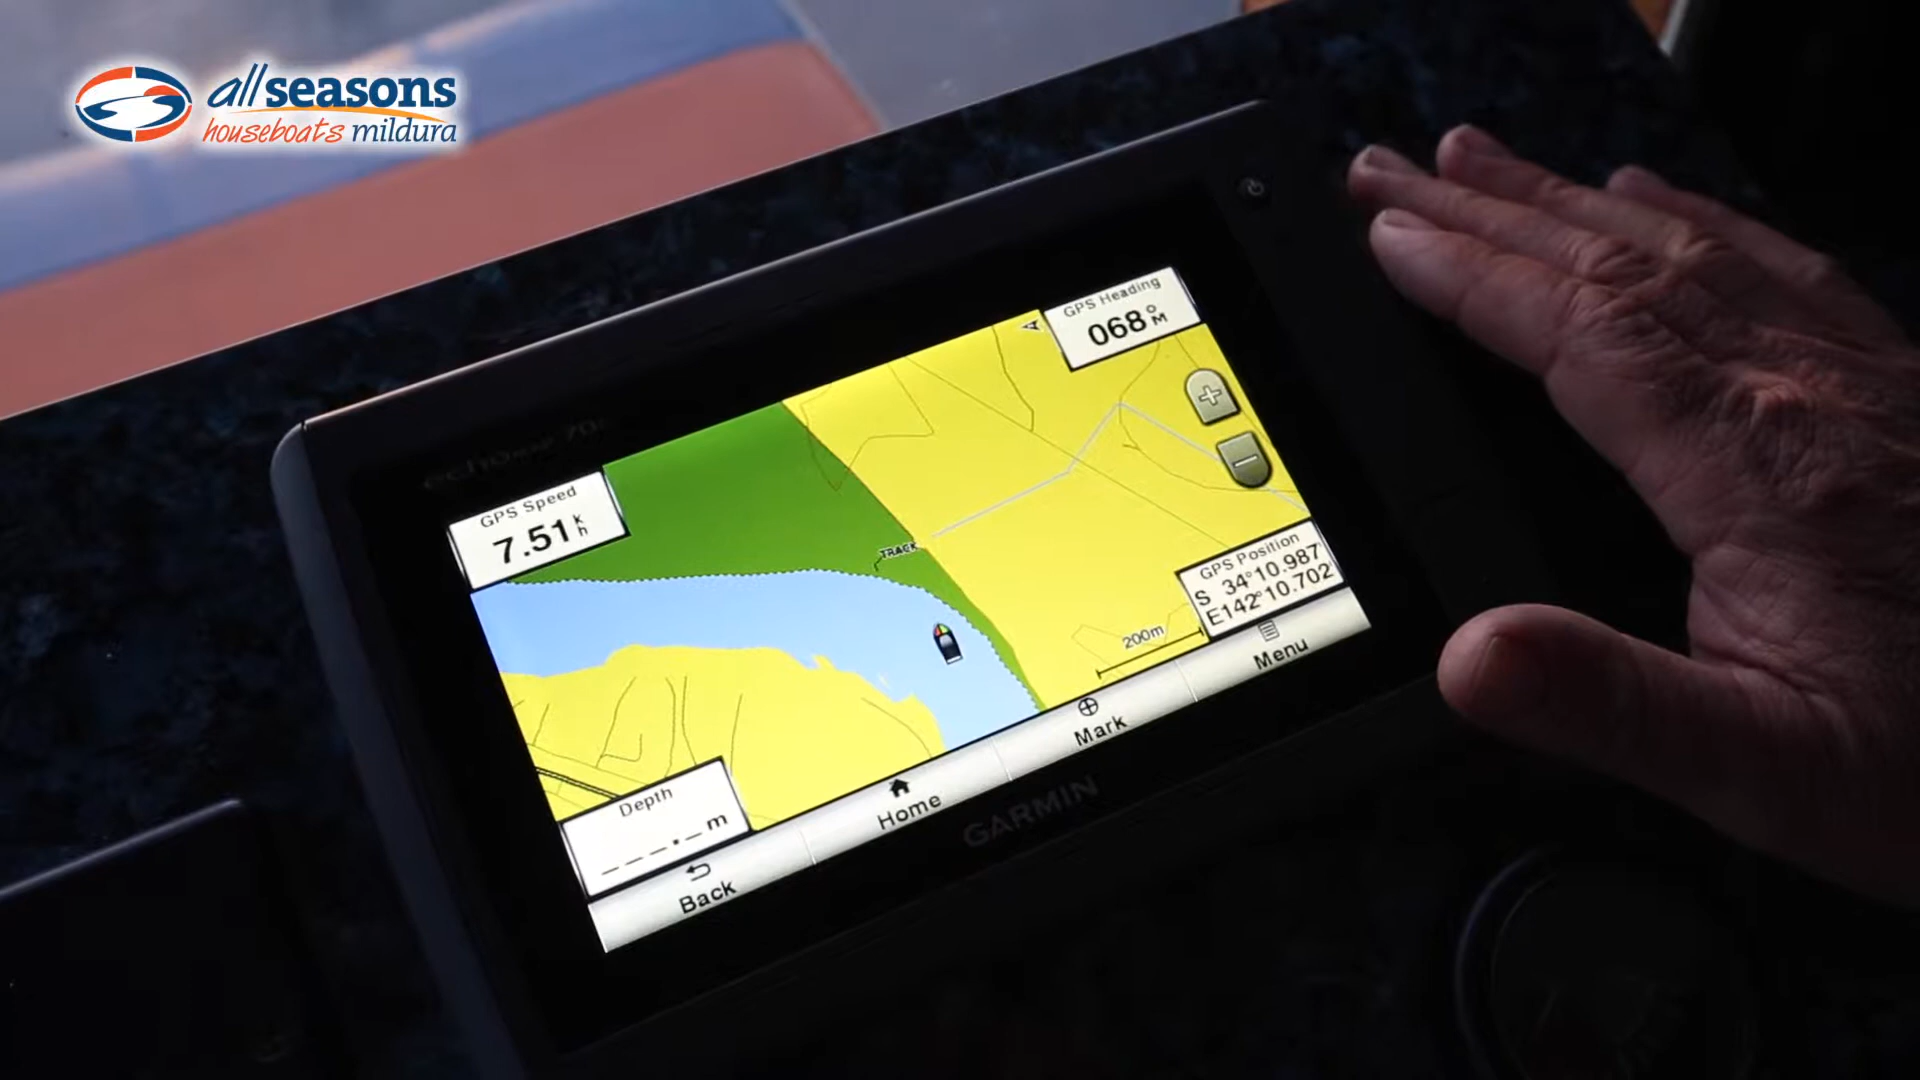 allseasons
houseboats mildura
GPS Heading
068°M
GPS Speed
7.51 kh
TRACK
GPS Position
S 34°10.987'
E142°10.702'
200m
Depth
----.-m
Menu
Mark
Home
Back
GARMIN